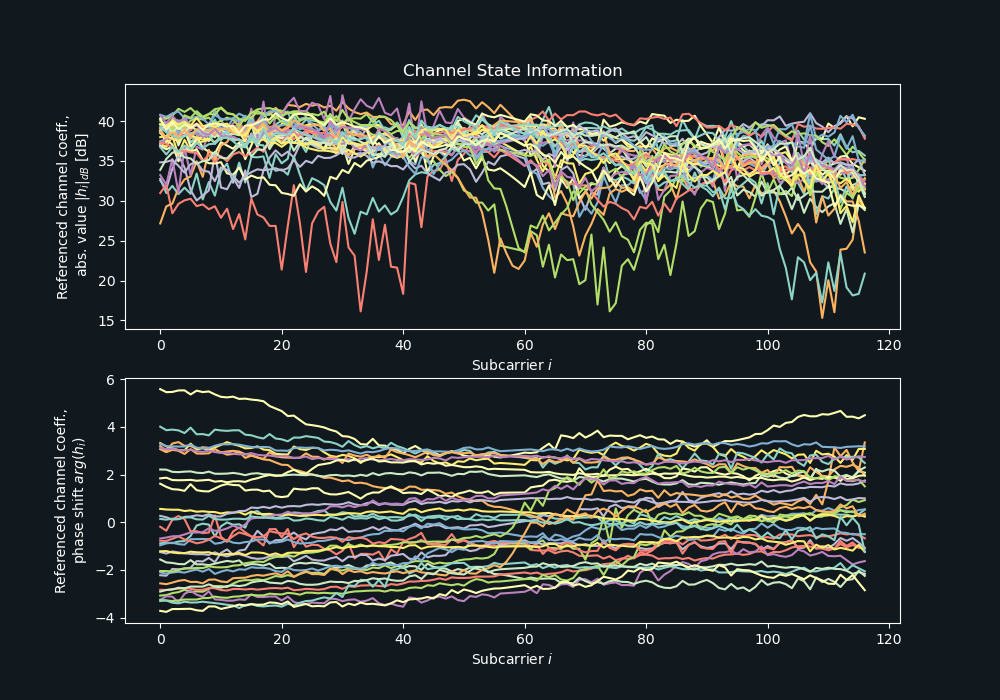 Channel State Information
Referenced channel coeff.,
abs. value |h_i|_dB [dB]
40
35
30
25
20
15
0 20 40 60 80 100 120
Subcarrier i
Referenced channel coeff.,
phase shift arg(h_i)
6
4
2
0
−2
−4
0 20 40 60 80 100 120
Subcarrier i